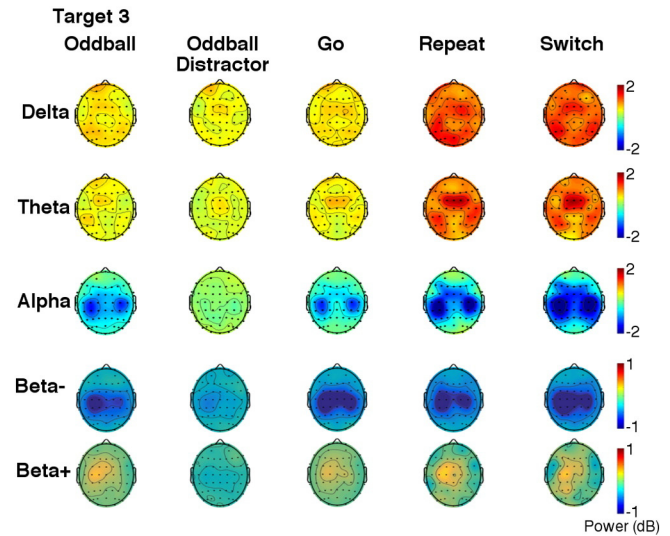 Target 3
Oddball
Oddball
Distractor
Go
Repeat
Switch
Delta
2
-2
Theta
2
-2
Alpha
2
-2
Beta-
1
-1
Beta+
1
-1
Power (dB)